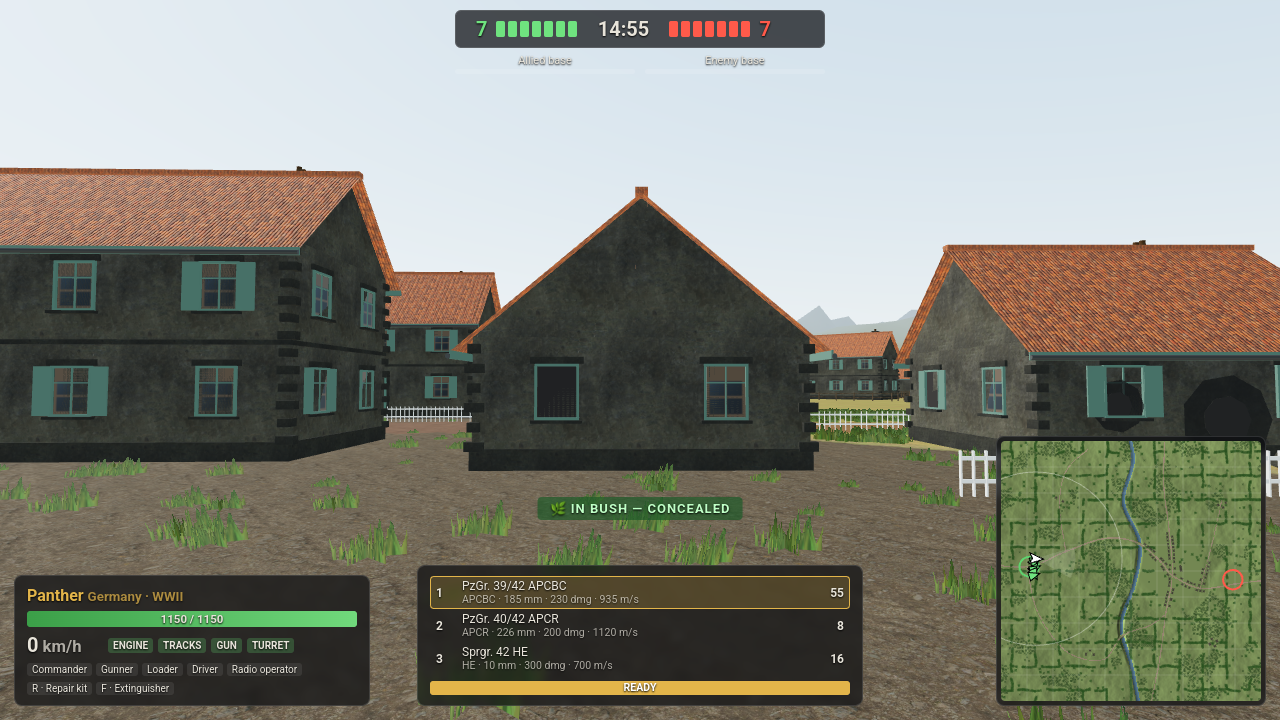 7 14:55 7
Allied base Enemy base
🌿 IN BUSH — CONCEALED
Panther Germany · WWII
1150 / 1150
0 km/h ENGINE TRACKS GUN TURRET
Commander Gunner Loader Driver Radio operator
R · Repair kit F · Extinguisher
1 PzGr. 39/42 APCBC 55
APCBC · 185 mm · 230 dmg · 935 m/s
2 PzGr. 40/42 APCR 8
APCR · 226 mm · 200 dmg · 1120 m/s
3 Sprgr. 42 HE 16
HE · 10 mm · 300 dmg · 700 m/s
READY